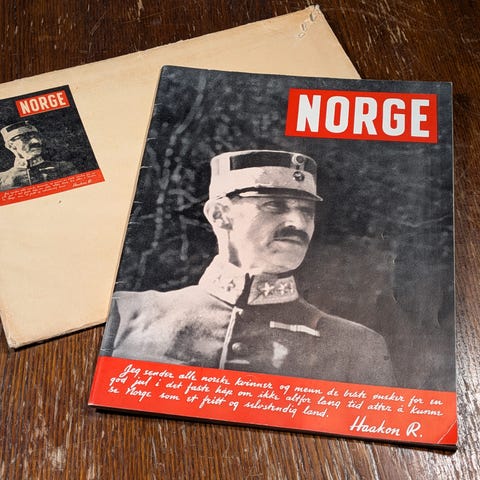 NORGE
NORGE
Jeg sender alle norske kvinner og menn de beste ønsker for en
god jul i det faste håp om ikke altfor lang tid atter å kunne
se Norge som et fritt og selvstendig land.
Haakon R.
Haakon R.